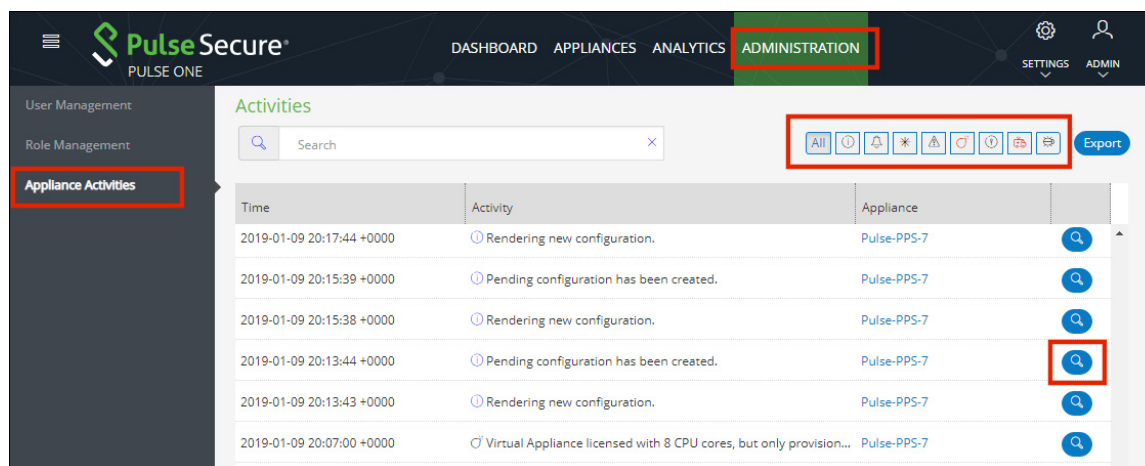 Pulse Secure®
PULSE ONE
DASHBOARD APPLIANCES ANALYTICS ADMINISTRATION
SETTINGS ADMIN
User Management
Role Management
Appliance Activities
Activities
Search
All
Export
Time Activity Appliance
2019-01-09 20:17:44 +0000 Rendering new configuration. Pulse-PPS-7
2019-01-09 20:15:39 +0000 Pending configuration has been created. Pulse-PPS-7
2019-01-09 20:15:38 +0000 Rendering new configuration. Pulse-PPS-7
2019-01-09 20:13:44 +0000 Pending configuration has been created. Pulse-PPS-7
2019-01-09 20:13:43 +0000 Rendering new configuration. Pulse-PPS-7
2019-01-09 20:07:00 +0000 Virtual Appliance licensed with 8 CPU cores, but only provision... Pulse-PPS-7